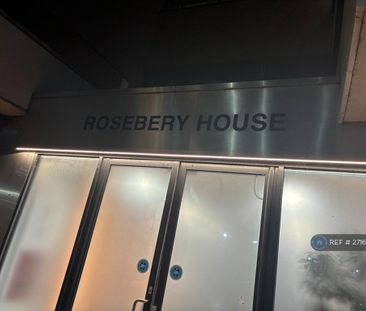 ROSEBERY HOUSE
REF # 2716